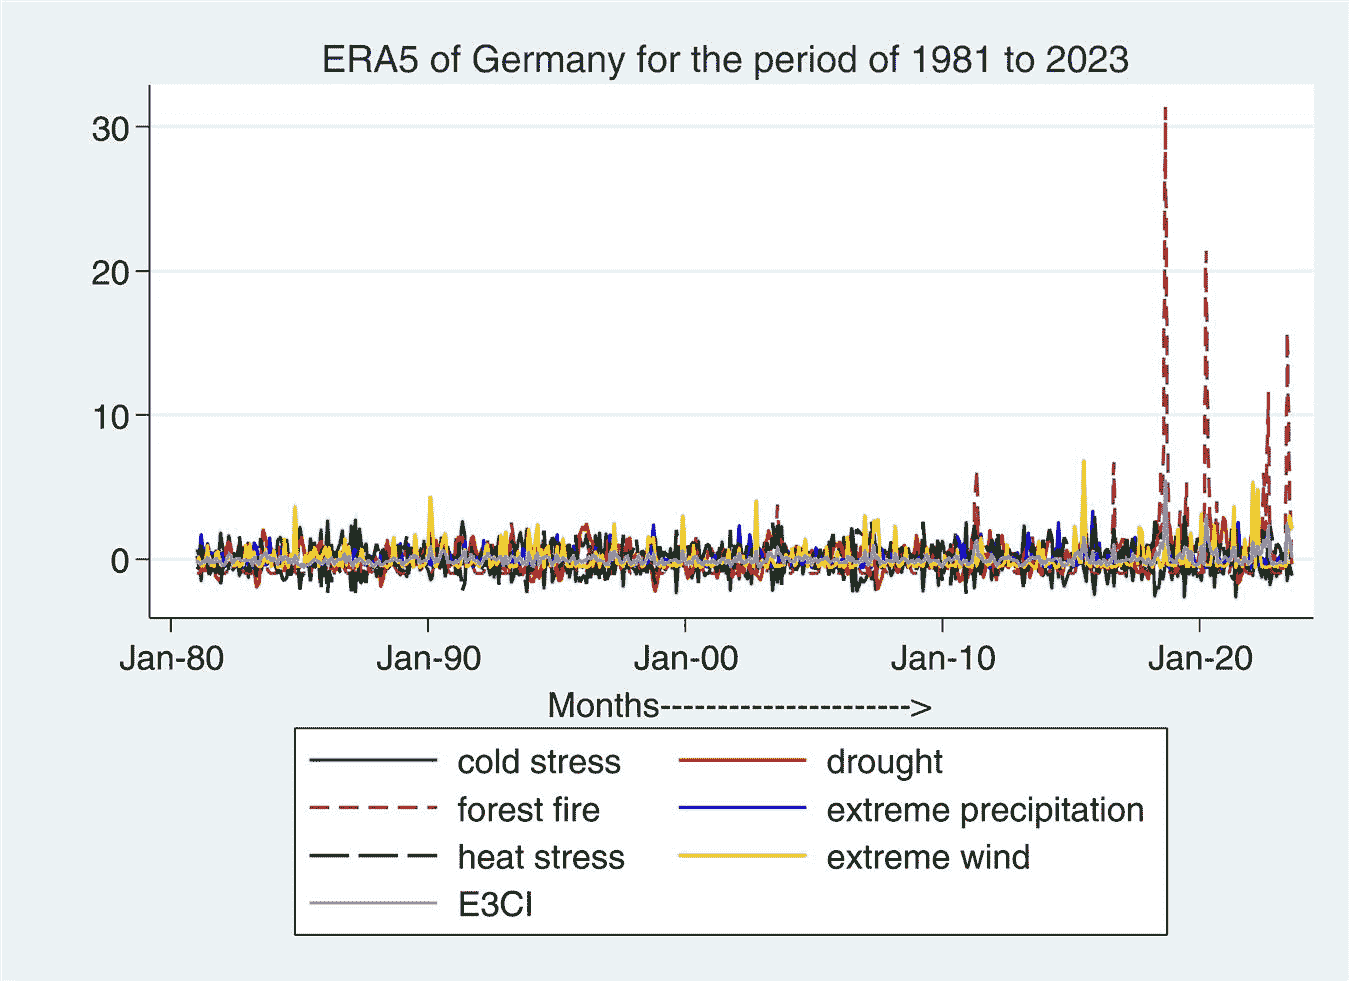 ERA5 of Germany for the period of 1981 to 2023
30
20
10
0
Jan-80 Jan-90 Jan-00 Jan-10 Jan-20
Months---------------------->
cold stress drought
forest fire extreme precipitation
heat stress extreme wind
E3CI